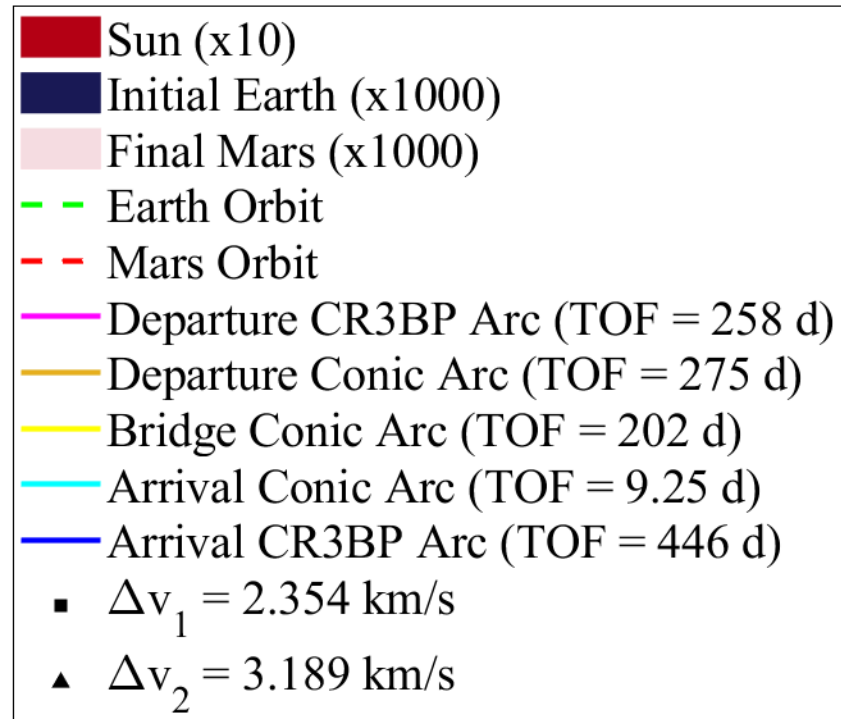 Sun (x10)
Initial Earth (x1000)
Final Mars (x1000)
Earth Orbit
Mars Orbit
Departure CR3BP Arc (TOF = 258 d)
Departure Conic Arc (TOF = 275 d)
Bridge Conic Arc (TOF = 202 d)
Arrival Conic Arc (TOF = 9.25 d)
Arrival CR3BP Arc (TOF = 446 d)
Δv₁ = 2.354 km/s
Δv₂ = 3.189 km/s